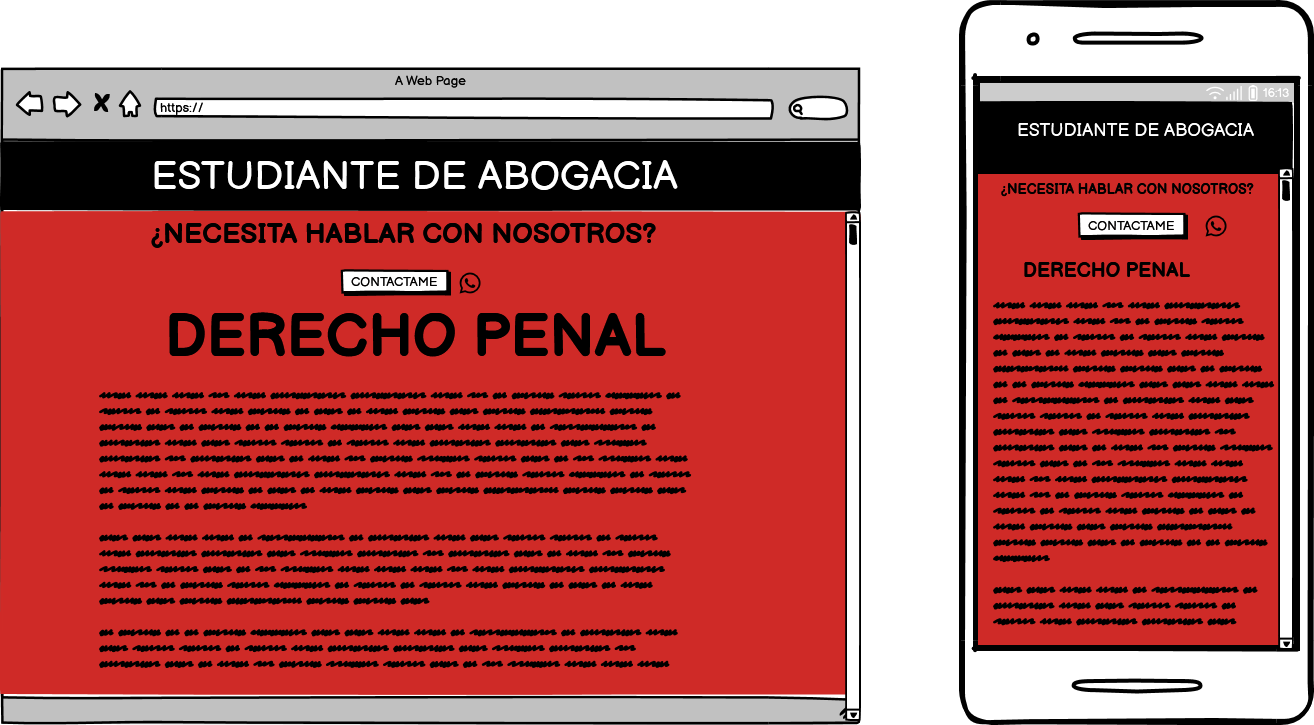 A Web Page
https://
ESTUDIANTE DE ABOGACIA
¿NECESITA HABLAR CON NOSOTROS?
CONTACTAME
DERECHO PENAL
16:13
ESTUDIANTE DE ABOGACIA
¿NECESITA HABLAR CON NOSOTROS?
CONTACTAME
DERECHO PENAL